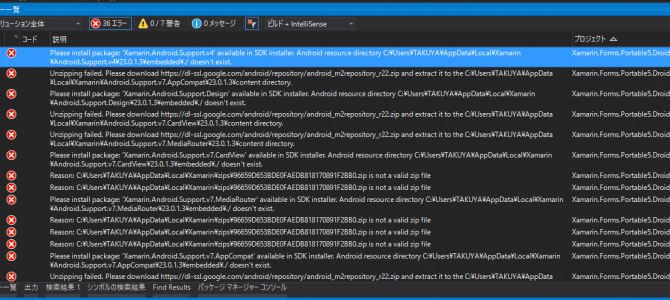 ー一覧
リューション全体 36 エラー 0 / 7 警告 0 メッセージ ビルド + IntelliSense
コード 説明 プロジェクト
Please install package: 'Xamarin.Android.Support.v4' available in SDK installer. Android resource directory C:¥Users¥TAKUYA¥AppData¥Local¥Xamarin Xamarin.Forms.Portable5.Droid
¥Android.Support.v4¥23.0.1.3¥embedded¥./ doesn't exist.
Unzipping failed. Please download https://dl-ssl.google.com/android/repository/android_m2repository_r22.zip and extract it to the C:¥Users¥TAKUYA¥AppData Xamarin.Forms.Portable5.Droid
¥Local¥Xamarin¥Xamarin.Android.Support.v7.AppCompat¥23.0.1.3¥content directory.
Please install package: 'Xamarin.Android.Support.Design' available in SDK installer. Android resource directory C:¥Users¥TAKUYA¥AppData¥Local¥Xamarin Xamarin.Forms.Portable5.Droid
¥Android.Support.Design¥23.0.1.3¥embedded¥./ doesn't exist.
Unzipping failed. Please download https://dl-ssl.google.com/android/repository/android_m2repository_r22.zip and extract it to the C:¥Users¥TAKUYA¥AppData Xamarin.Forms.Portable5.Droid
¥Local¥Xamarin¥Android.Support.v7.CardView¥23.0.1.3¥content directory.
Unzipping failed. Please download https://dl-ssl.google.com/android/repository/android_m2repository_r22.zip and extract it to the C:¥Users¥TAKUYA¥AppData Xamarin.Forms.Portable5.Droid
¥Local¥Xamarin¥Android.Support.v7.MediaRouter¥23.0.1.3¥content directory.
Please install package: 'Xamarin.Android.Support.v7.CardView' available in SDK installer. Android resource directory C:¥Users¥TAKUYA¥AppData¥Local¥Xamarin Xamarin.Forms.Portable5.Droid
¥Android.Support.v7.CardView¥23.0.1.3¥embedded¥./ doesn't exist.
Reason: C:¥Users¥TAKUYA¥AppData¥Local¥Xamarin¥zips¥96659D653BDE0FAEDB818170891F2BB0.zip is not a valid zip file Xamarin.Forms.Portable5.Droid
Reason: C:¥Users¥TAKUYA¥AppData¥Local¥Xamarin¥zips¥96659D653BDE0FAEDB818170891F2BB0.zip is not a valid zip file Xamarin.Forms.Portable5.Droid
Please install package: 'Xamarin.Android.Support.v7.MediaRouter' available in SDK installer. Android resource directory C:¥Users¥TAKUYA¥AppData¥Local¥Xamarin Xamarin.Forms.Portable5.Droid
¥Android.Support.v7.MediaRouter¥23.0.1.3¥embedded¥./ doesn't exist.
Reason: C:¥Users¥TAKUYA¥AppData¥Local¥Xamarin¥zips¥96659D653BDE0FAEDB818170891F2BB0.zip is not a valid zip file Xamarin.Forms.Portable5.Droid
Reason: C:¥Users¥TAKUYA¥AppData¥Local¥Xamarin¥zips¥96659D653BDE0FAEDB818170891F2BB0.zip is not a valid zip file Xamarin.Forms.Portable5.Droid
Reason: C:¥Users¥TAKUYA¥AppData¥Local¥Xamarin¥zips¥96659D653BDE0FAEDB818170891F2BB0.zip is not a valid zip file Xamarin.Forms.Portable5.Droid
Please install package: 'Xamarin.Android.Support.v7.AppCompat' available in SDK installer. Android resource directory C:¥Users¥TAKUYA¥AppData¥Local¥Xamarin Xamarin.Forms.Portable5.Droid
¥Android.Support.v7.AppCompat¥23.0.1.3¥embedded¥./ doesn't exist.
Unzipping failed. Please download https://dl-ssl.google.com/android/repository/android_m2repository_r22.zip and extract it to the C:¥Users¥TAKUYA¥AppData Xamarin.Forms.Portable5.Droid
ー一覧 出力 検索結果 1 シンボルの検索結果 Find Results パッケージ マネージャー コンソール